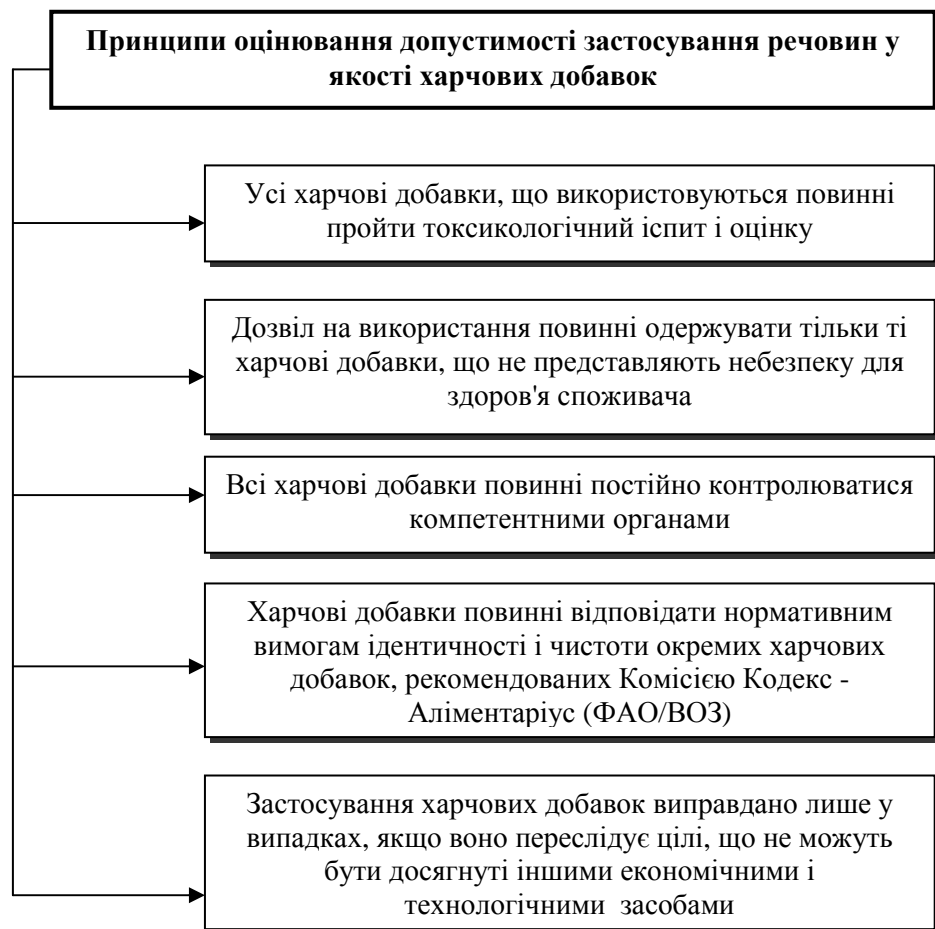 Принципи оцінювання допустимості застосування речовин у
якості харчових добавок
Усі харчові добавки, що використовуються повинні
пройти токсикологічний іспит і оцінку
Дозвіл на використання повинні одержувати тільки ті
харчові добавки, що не представляють небезпеку для
здоров'я споживача
Всі харчові добавки повинні постійно контролюватися
компетентними органами
Харчові добавки повинні відповідати нормативним
вимогам ідентичності і чистоти окремих харчових
добавок, рекомендованих Комісією Кодекс -
Аліментаріус (ФАО/ВОЗ)
Застосування харчових добавок виправдано лише у
випадках, якщо воно переслідує цілі, що не можуть
бути досягнуті іншими економічними і
технологічними засобами